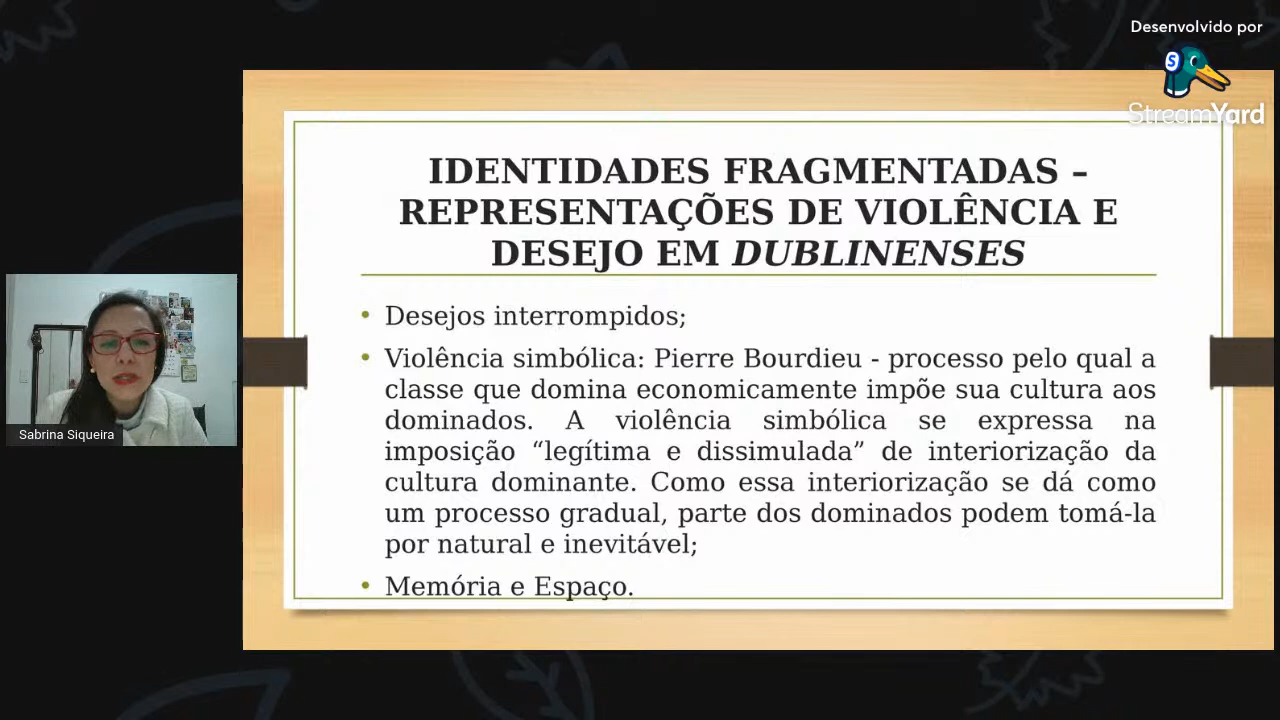 Desenvolvido por
StreamYard
IDENTIDADES FRAGMENTADAS –
REPRESENTAÇÕES DE VIOLÊNCIA E
DESEJO EM DUBLINENSES
• Desejos interrompidos;
• Violência simbólica: Pierre Bourdieu - processo pelo qual a
classe que domina economicamente impõe sua cultura aos
dominados. A violência simbólica se expressa na
imposição “legítima e dissimulada” de interiorização da
cultura dominante. Como essa interiorização se dá como
um processo gradual, parte dos dominados podem tomá-la
por natural e inevitável;
• Memória e Espaço.
Sabrina Siqueira